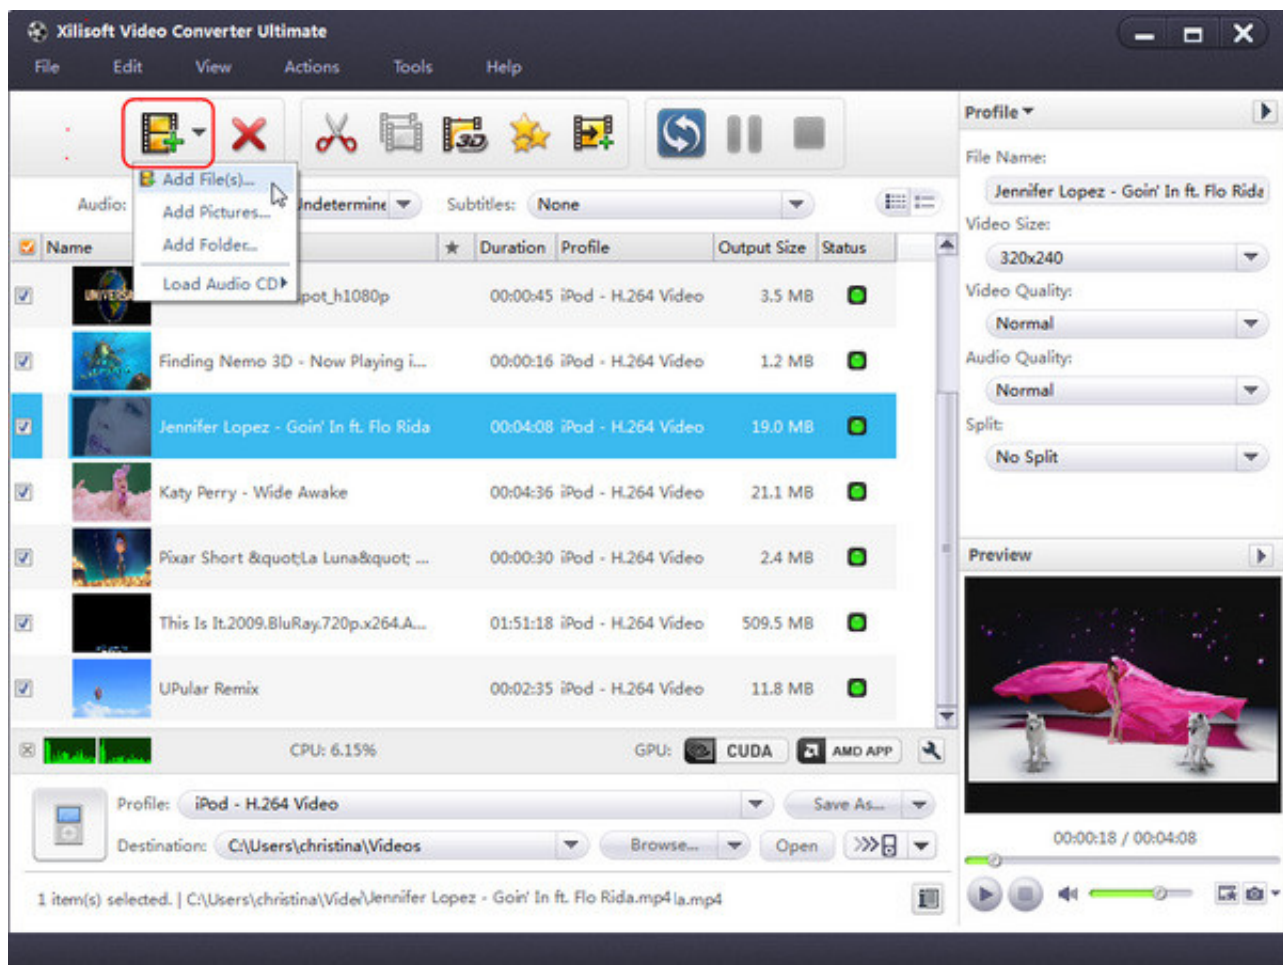 Xilisoft Video Converter Ultimate
File Edit View Actions Tools Help
3D
Add File(s)...
Add Pictures...
Add Folder...
Load Audio CD
Audio: Undetermine Subtitles: None
Name Duration Profile Output Size Status
pot_h1080p 00:00:45 iPod - H.264 Video 3.5 MB
Finding Nemo 3D - Now Playing i... 00:00:16 iPod - H.264 Video 1.2 MB
Jennifer Lopez - Goin' In ft. Flo Rida 00:04:08 iPod - H.264 Video 19.0 MB
Katy Perry - Wide Awake 00:04:36 iPod - H.264 Video 21.1 MB
Pixar Short &quot;La Luna&quot; ... 00:00:30 iPod - H.264 Video 2.4 MB
This Is It.2009.BluRay.720p.x264.A... 01:51:18 iPod - H.264 Video 509.5 MB
UPular Remix 00:02:35 iPod - H.264 Video 11.8 MB
CPU: 6.15% GPU: CUDA AMD APP
Profile: iPod - H.264 Video Save As...
Destination: C:\Users\christina\Videos Browse... Open
1 item(s) selected. | C:\Users\christina\Video\Jennifer Lopez - Goin' In ft. Flo Rida.mp4 la.mp4
Profile
File Name:
Jennifer Lopez - Goin' In ft. Flo Rida
Video Size:
320x240
Video Quality:
Normal
Audio Quality:
Normal
Split:
No Split
Preview
00:00:18 / 00:04:08